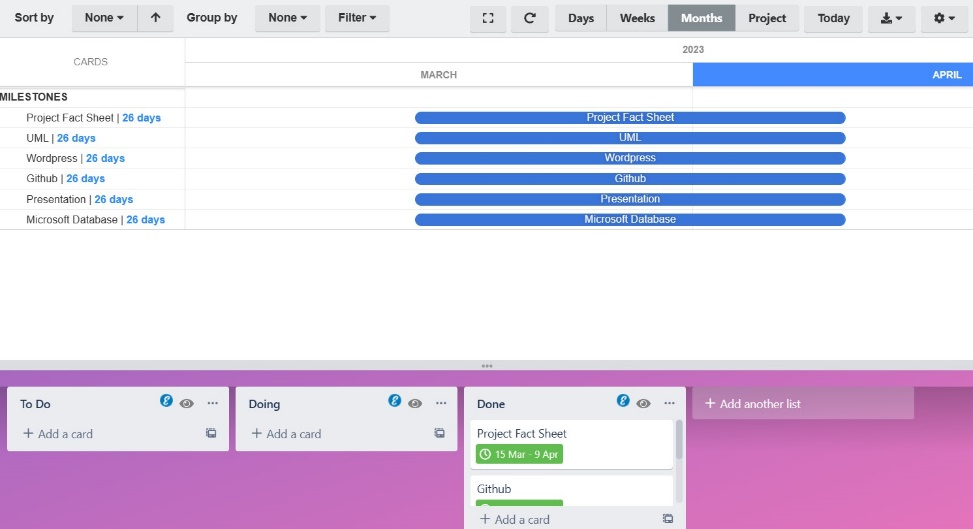 Sort by None Group by None Filter Days Weeks Months Project Today
2023
CARDS
MARCH APRIL
MILESTONES
Project Fact Sheet | 26 days Project Fact Sheet
UML | 26 days UML
Wordpress | 26 days Wordpress
Github | 26 days Github
Presentation | 26 days Presentation
Microsoft Database | 26 days Microsoft Database
To Do Doing Done + Add another list
+ Add a card + Add a card Project Fact Sheet
15 Mar - 9 Apr
Github
+ Add a card